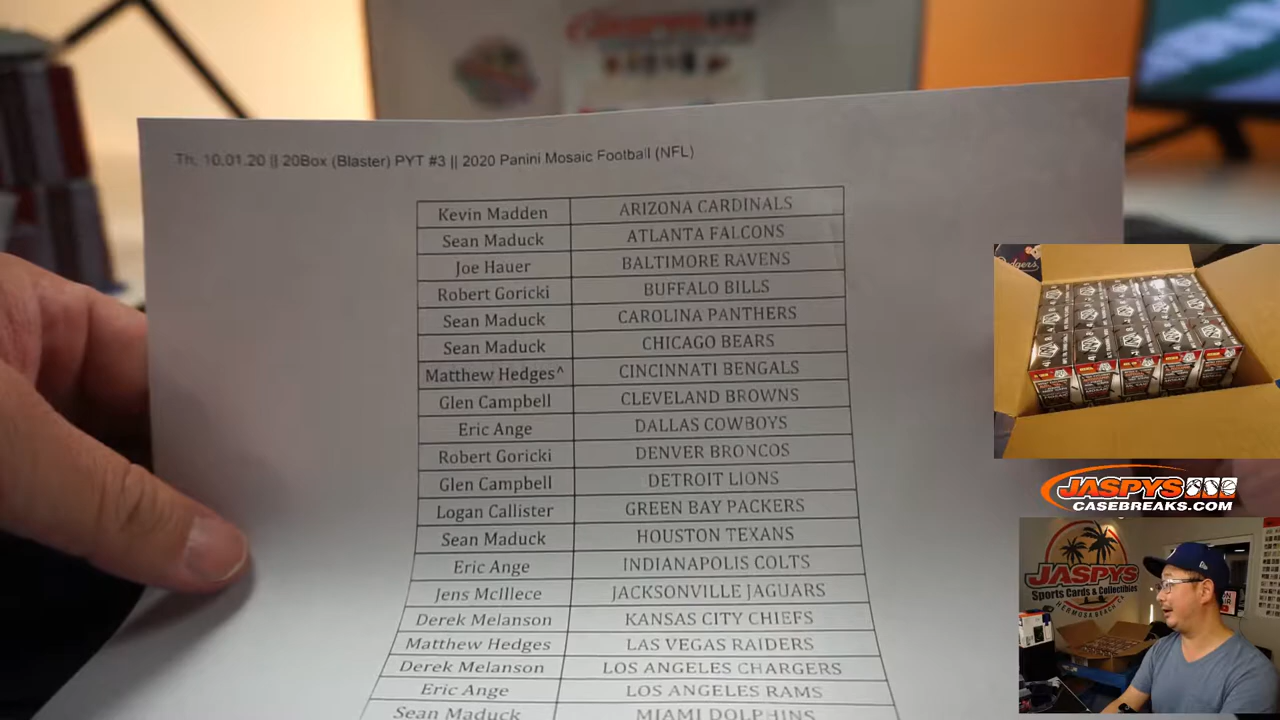 Th. 10.01.20 || 20Box (Blaster) PYT #3 || 2020 Panini Mosaic Football (NFL)
Kevin Madden ARIZONA CARDINALS
Sean Maduck ATLANTA FALCONS
Joe Hauer BALTIMORE RAVENS
Robert Goricki BUFFALO BILLS
Sean Maduck CAROLINA PANTHERS
Sean Maduck CHICAGO BEARS
Matthew Hedges^ CINCINNATI BENGALS
Glen Campbell CLEVELAND BROWNS
Eric Ange DALLAS COWBOYS
Robert Goricki DENVER BRONCOS
Glen Campbell DETROIT LIONS
Logan Callister GREEN BAY PACKERS
Sean Maduck HOUSTON TEXANS
Eric Ange INDIANAPOLIS COLTS
Jens McIllece JACKSONVILLE JAGUARS
Derek Melanson KANSAS CITY CHIEFS
Matthew Hedges LAS VEGAS RAIDERS
Derek Melanson LOS ANGELES CHARGERS
Eric Ange LOS ANGELES RAMS
Sean Maduck MIAMI DOLPHINS
Dodgers
JASPYS
CASEBREAKS.COM
JASPYS
Sports Cards & Collectibles
HERMOSA BEACH, CA